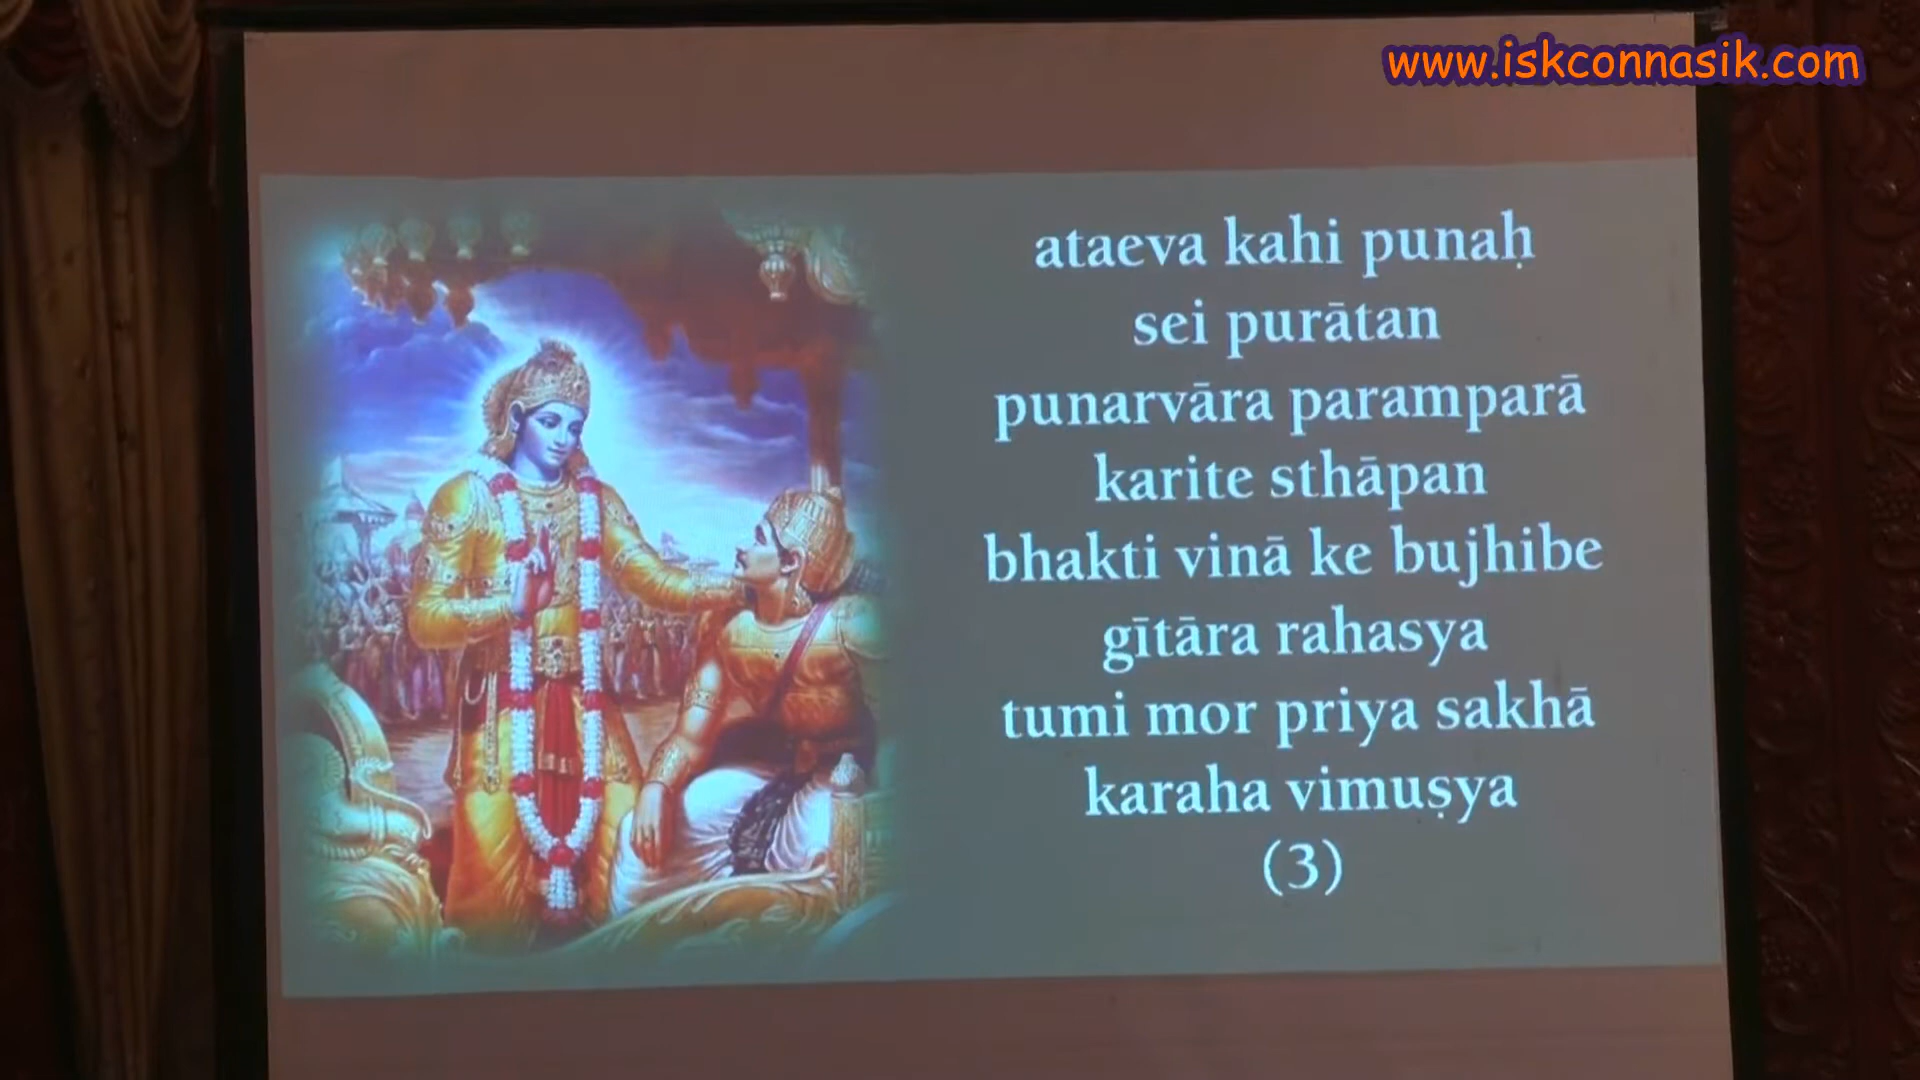 www.iskconnasik.com
ataeva kahi punaḥ
sei purātan
punarvāra paramparā
karite sthāpan
bhakti vinā ke bujhibe
gītāra rahasya
tumi mor priya sakhā
karaha vimuṣya
(3)